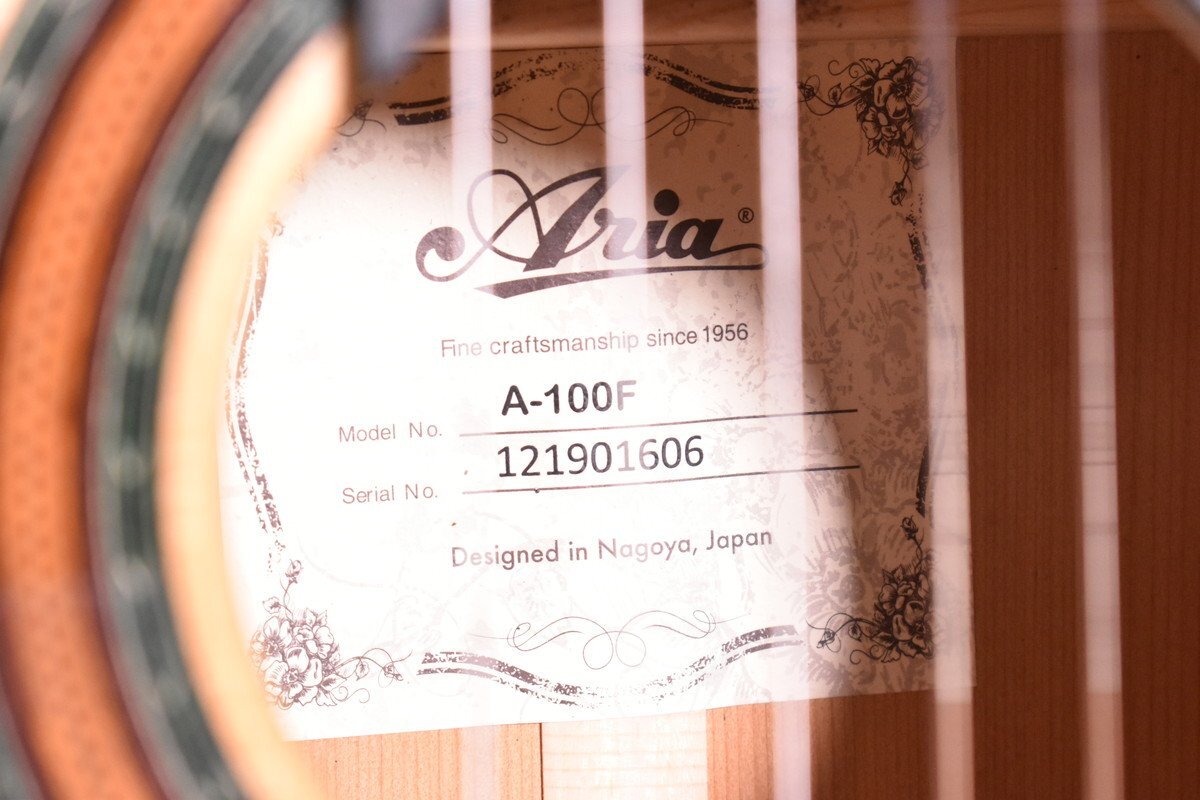 Aria®
Fine craftsmanship since 1956
Model No. A-100F
Serial No. 121901606
Designed in Nagoya, Japan